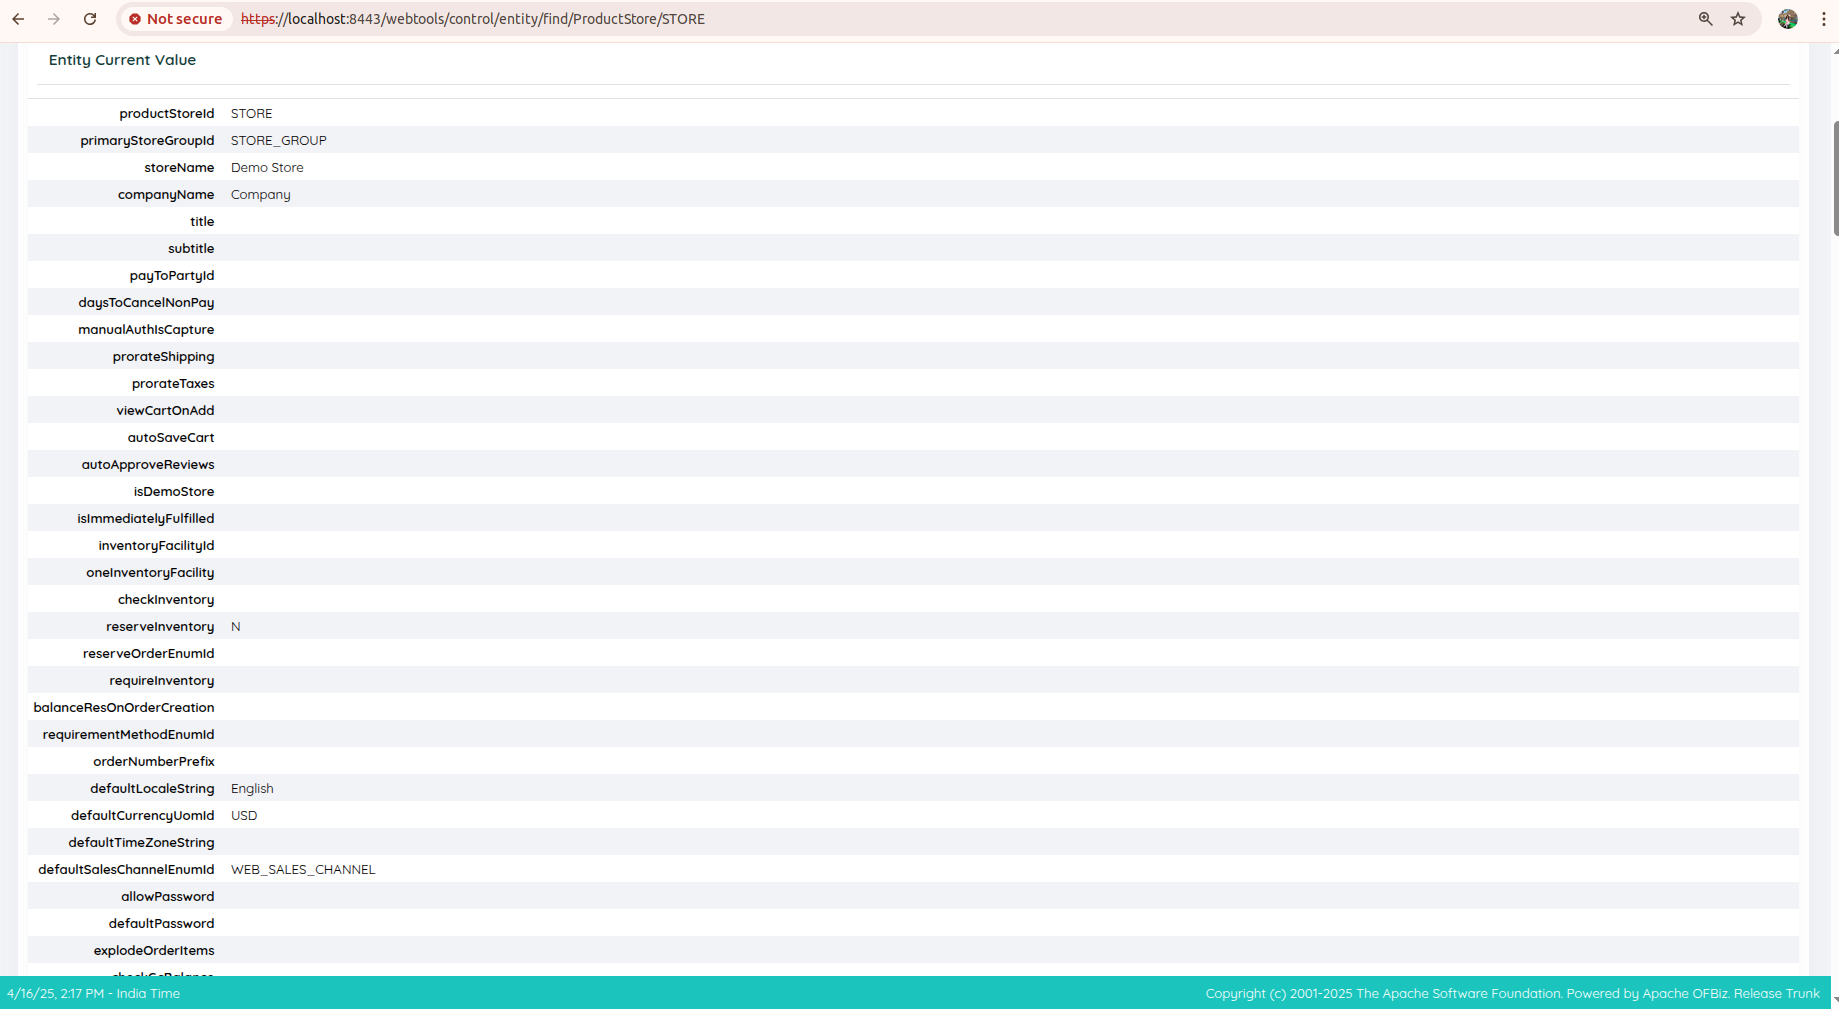 Not secure https://localhost:8443/webtools/control/entity/find/ProductStore/STORE
Entity Current Value
productStoreId STORE
primaryStoreGroupId STORE_GROUP
storeName Demo Store
companyName Company
title
subtitle
payToPartyId
daysToCancelNonPay
manualAuthIsCapture
prorateShipping
prorateTaxes
viewCartOnAdd
autoSaveCart
autoApproveReviews
isDemoStore
isImmediatelyFulfilled
inventoryFacilityId
oneInventoryFacility
checkInventory
reserveInventory N
reserveOrderEnumId
requireInventory
balanceResOnOrderCreation
requirementMethodEnumId
orderNumberPrefix
defaultLocaleString English
defaultCurrencyUomId USD
defaultTimeZoneString
defaultSalesChannelEnumId WEB_SALES_CHANNEL
allowPassword
defaultPassword
explodeOrderItems
4/16/25, 2:17 PM - India Time Copyright (c) 2001-2025 The Apache Software Foundation. Powered by Apache OFBiz. Release Trunk